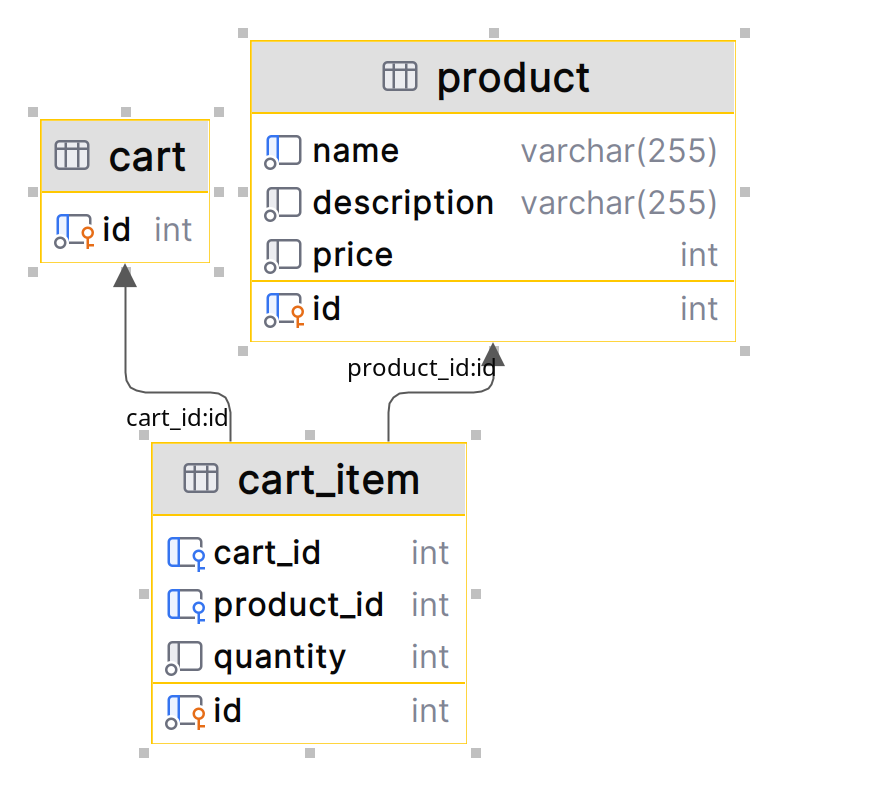 product
name varchar(255)
description varchar(255)
price int
id int
cart
id int
product_id:id
cart_id:id
cart_item
cart_id int
product_id int
quantity int
id int